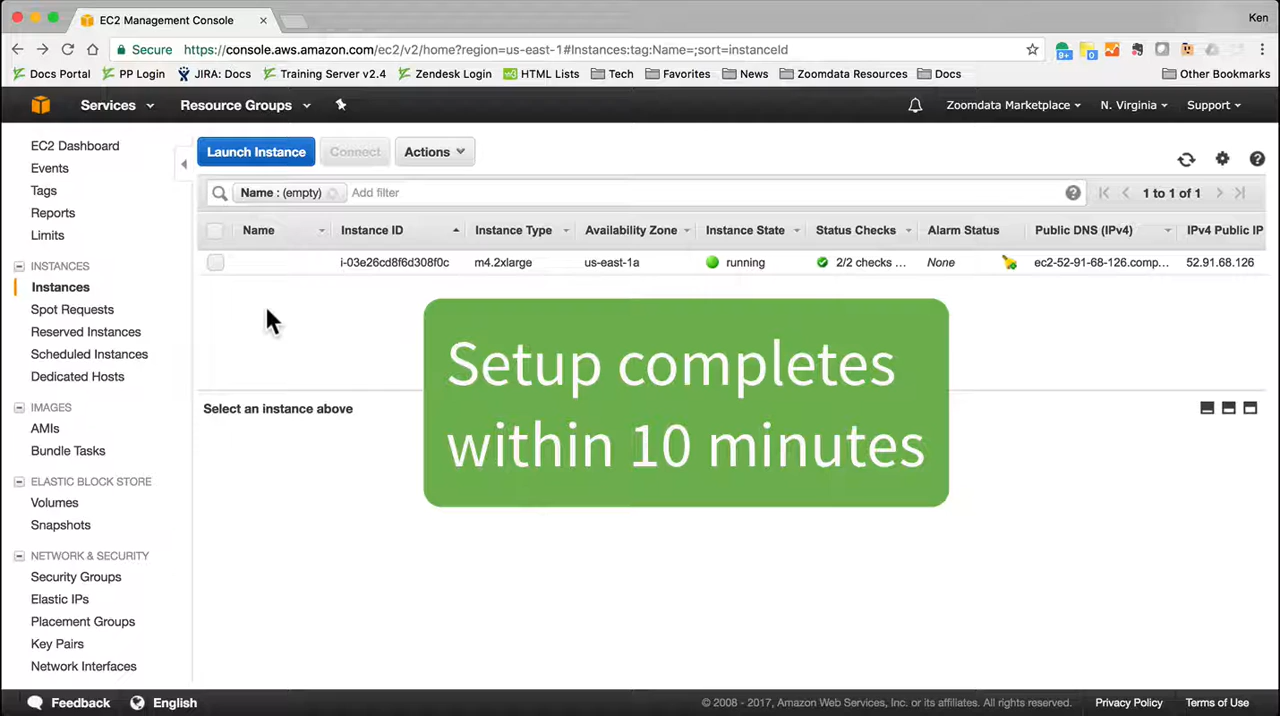 EC2 Management Console
Ken
Secure https://console.aws.amazon.com/ec2/v2/home?region=us-east-1#Instances:tag:Name=;sort=instanceId
9+
0
Docs Portal PP Login JIRA: Docs Training Server v2.4 Zendesk Login HTML Lists Tech Favorites News Zoomdata Resources Docs Other Bookmarks
Services Resource Groups Zoomdata Marketplace N. Virginia Support
EC2 Dashboard
Events
Tags
Reports
Limits
INSTANCES
Instances
Spot Requests
Reserved Instances
Scheduled Instances
Dedicated Hosts
IMAGES
AMIs
Bundle Tasks
ELASTIC BLOCK STORE
Volumes
Snapshots
NETWORK & SECURITY
Security Groups
Elastic IPs
Placement Groups
Key Pairs
Network Interfaces
Launch Instance Connect Actions
Name : (empty) Add filter 1 to 1 of 1
Name Instance ID Instance Type Availability Zone Instance State Status Checks Alarm Status Public DNS (IPv4) IPv4 Public IP
i-03e26cd8f6d308f0c m4.2xlarge us-east-1a running 2/2 checks ... None ec2-52-91-68-126.comp... 52.91.68.126
Setup completes
within 10 minutes
Select an instance above
Feedback English © 2008 - 2017, Amazon Web Services, Inc. or its affiliates. All rights reserved. Privacy Policy Terms of Use